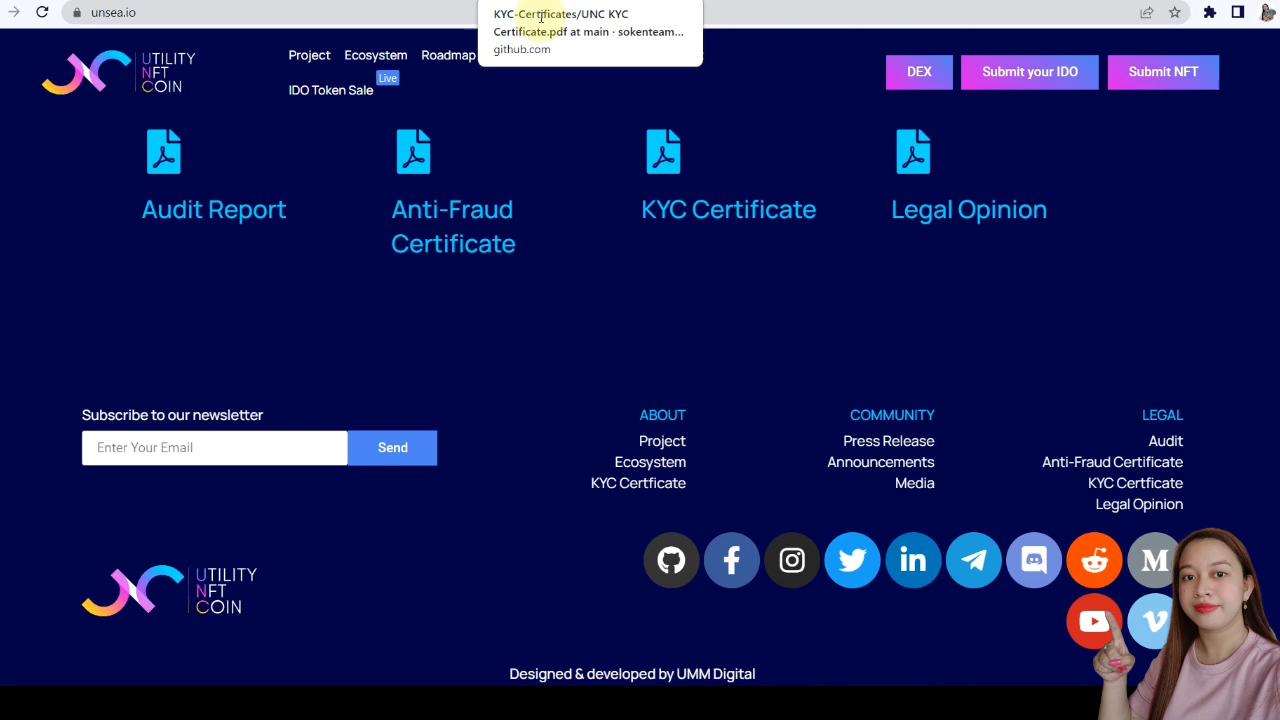 unsea.io
KYC-Certificates/UNC KYC
Certificate.pdf at main · sokenteam...
github.com
UTILITY
NFT
COIN
Project
Ecosystem
Roadmap
IDO Token Sale
Live
DEX
Submit your IDO
Submit NFT
Audit Report
Anti-Fraud
Certificate
KYC Certificate
Legal Opinion
Subscribe to our newsletter
Enter Your Email
Send
ABOUT
Project
Ecosystem
KYC Certficate
COMMUNITY
Press Release
Announcements
Media
LEGAL
Audit
Anti-Fraud Certificate
KYC Certficate
Legal Opinion
UTILITY
NFT
COIN
Designed & developed by UMM Digital